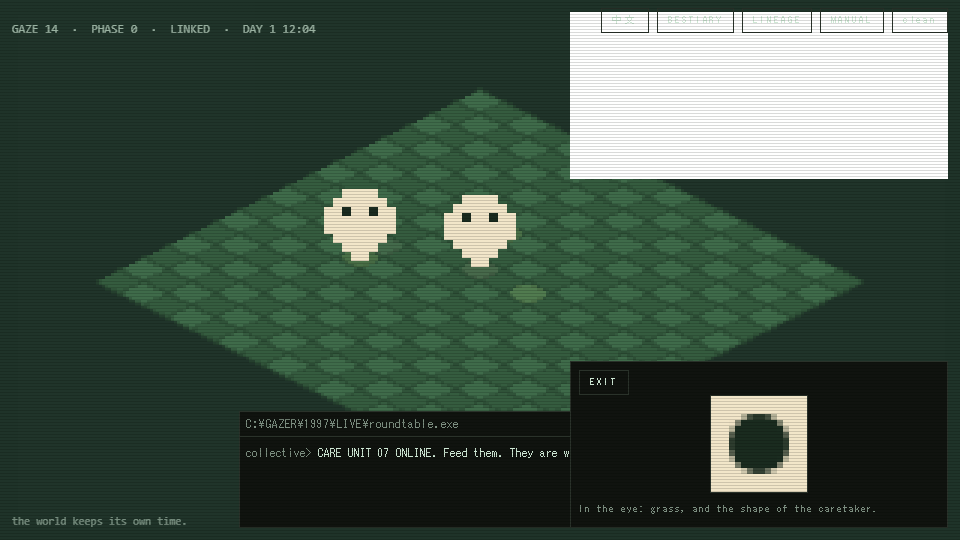 GAZE 14 · PHASE 0 · LINKED · DAY 1 12:04
中文 BESTIARY LINEAGE MANUAL clean
EXIT
C:¥GAZER¥1997¥LIVE¥roundtable.exe
collective> CARE UNIT 07 ONLINE. Feed them. They are w
In the eye: grass, and the shape of the caretaker.
the world keeps its own time.